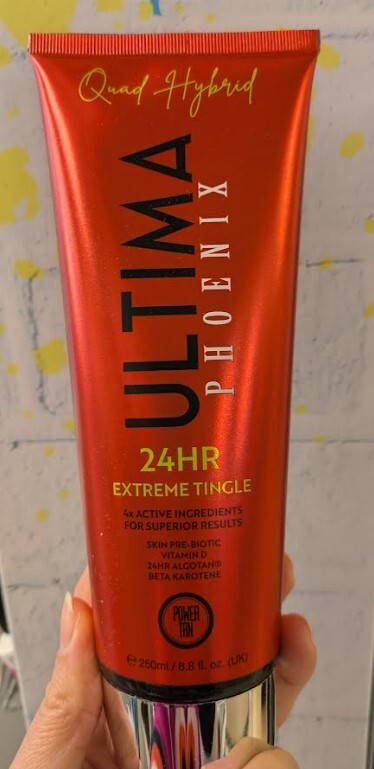 Quad Hybrid
ULTIMA
PHOENIX
24HR
EXTREME TINGLE
4x ACTIVE INGREDIENTS
FOR SUPERIOR RESULTS
SKIN PRE-BIOTIC
VITAMIN D
24HR ALGOTAN®
BETA KAROTENE
POWER
TAN
℮ 250ml / 8.8 fl. oz. (UK)